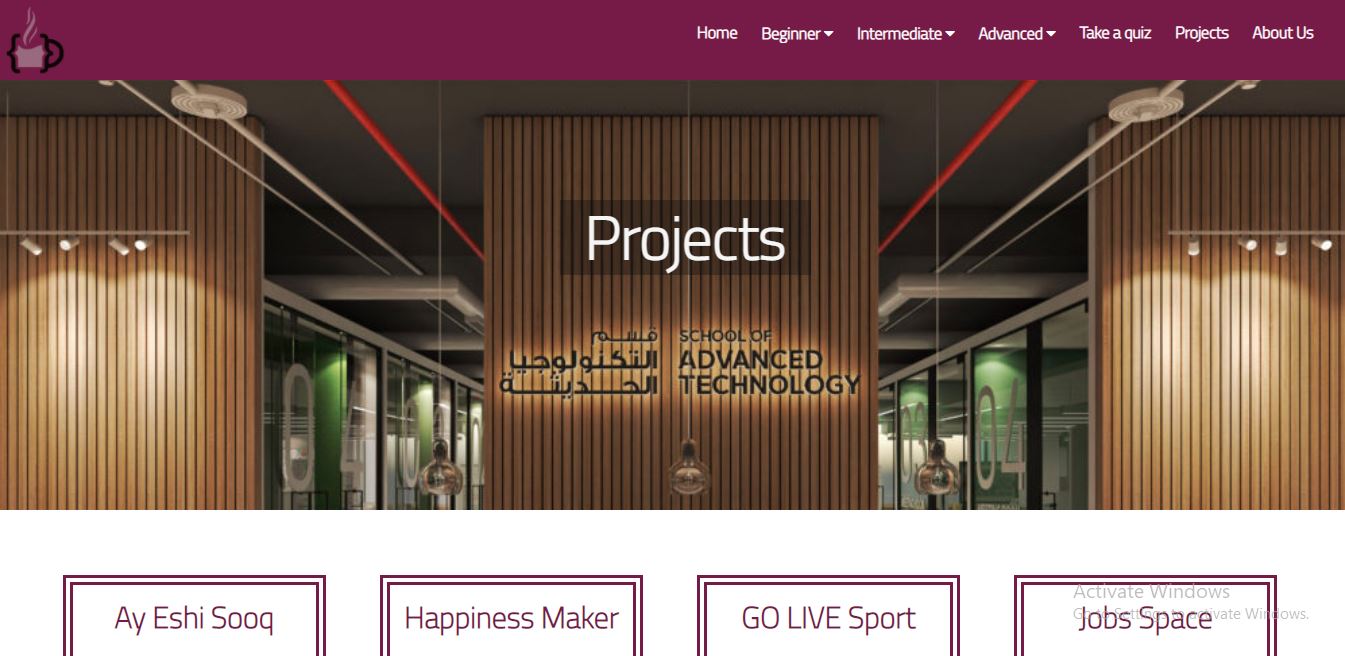 Home Beginner Intermediate Advanced Take a quiz Projects About Us
Projects
قسم
التكنولوجيا
الحديثة
SCHOOL OF
ADVANCED
TECHNOLOGY
04
Ay Eshi Sooq
Happiness Maker
GO LIVE Sport
Jobs Space
Activate Windows
Go to Settings to activate Windows.